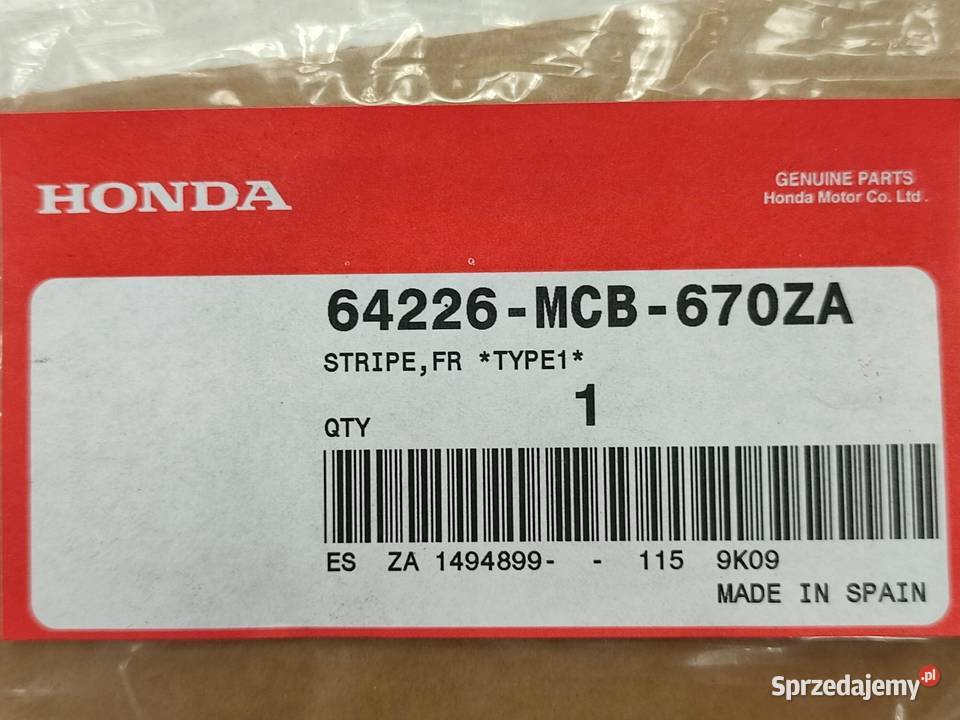 HONDA
GENUINE PARTS
Honda Motor Co. Ltd.
64226-MCB-670ZA
STRIPE,FR *TYPE1*
1
QTY
ES ZA 1494899- - 115 9K09
MADE IN SPAIN
Sprzedajemy.pl